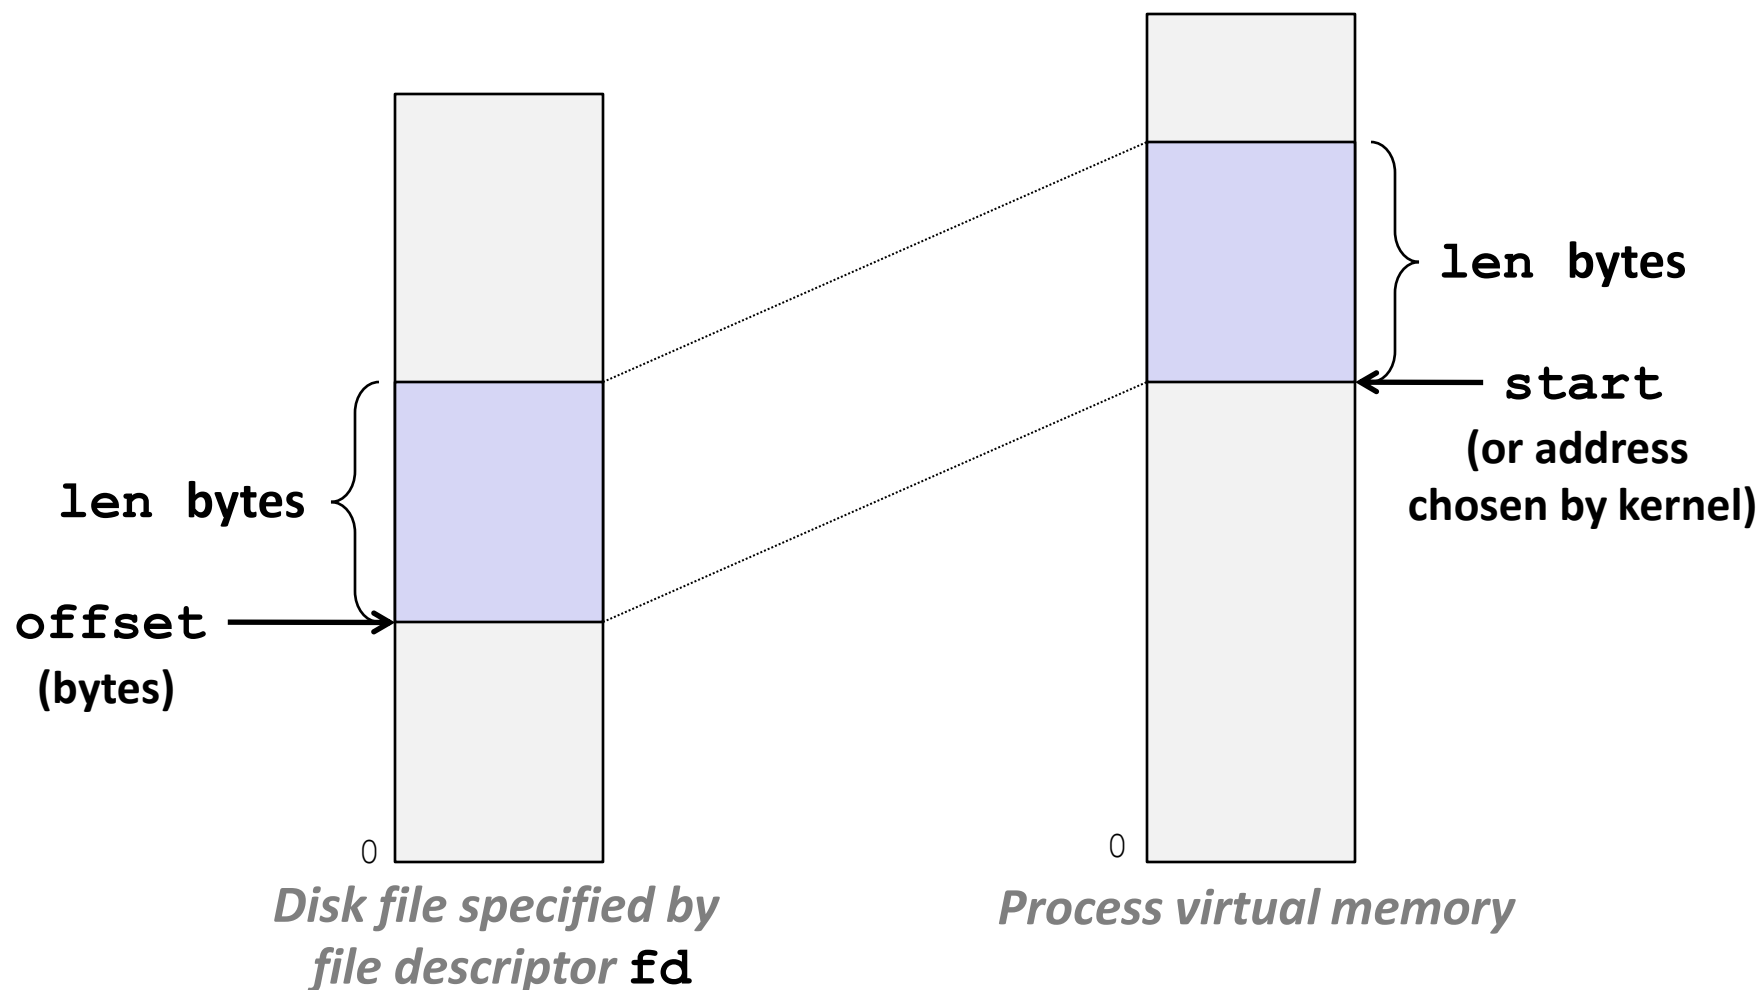 len bytes
start
(or address
chosen by kernel)
len bytes
offset
(bytes)
0
0
Disk file specified by
file descriptor fd
Process virtual memory